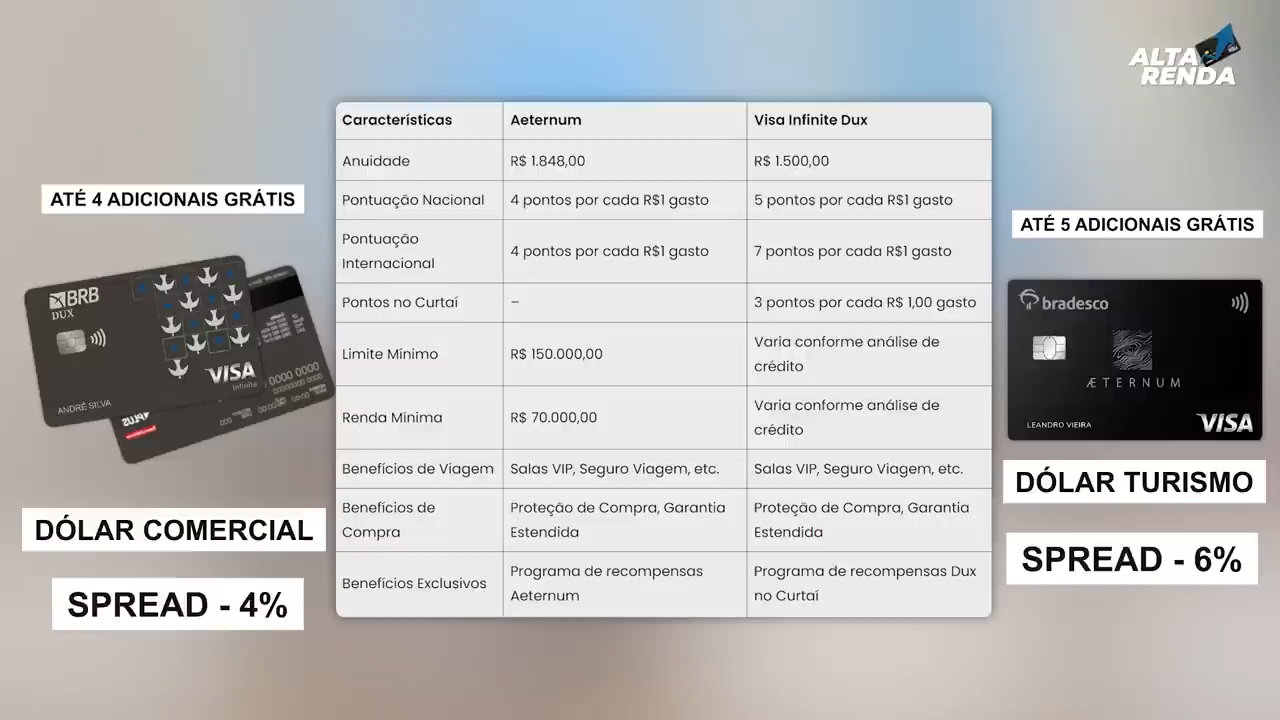 ALTA
RENDA
ATÉ 4 ADICIONAIS GRÁTIS
BRB
DUX
VISA
Infinite
ANDRÉ SILVA
DÓLAR COMERCIAL
SPREAD - 4%
Características Aeternum Visa Infinite Dux
Anuidade R$ 1.848,00 R$ 1.500,00
Pontuação Nacional 4 pontos por cada R$1 gasto 5 pontos por cada R$1 gasto
Pontuação
Internacional 4 pontos por cada R$1 gasto 7 pontos por cada R$1 gasto
Pontos no Curtaí – 3 pontos por cada R$ 1,00 gasto
Limite Mínimo R$ 150.000,00 Varia conforme análise de
crédito
Renda Mínima R$ 70.000,00 Varia conforme análise de
crédito
Benefícios de Viagem Salas VIP, Seguro Viagem, etc. Salas VIP, Seguro Viagem, etc.
Benefícios de Proteção de Compra, Garantia Proteção de Compra, Garantia
Compra Estendida Estendida
Benefícios Exclusivos Programa de recompensas Programa de recompensas Dux
Aeternum no Curtaí
ATÉ 5 ADICIONAIS GRÁTIS
bradesco
ÆTERNUM
LEANDRO VIEIRA
VISA
DÓLAR TURISMO
SPREAD - 6%